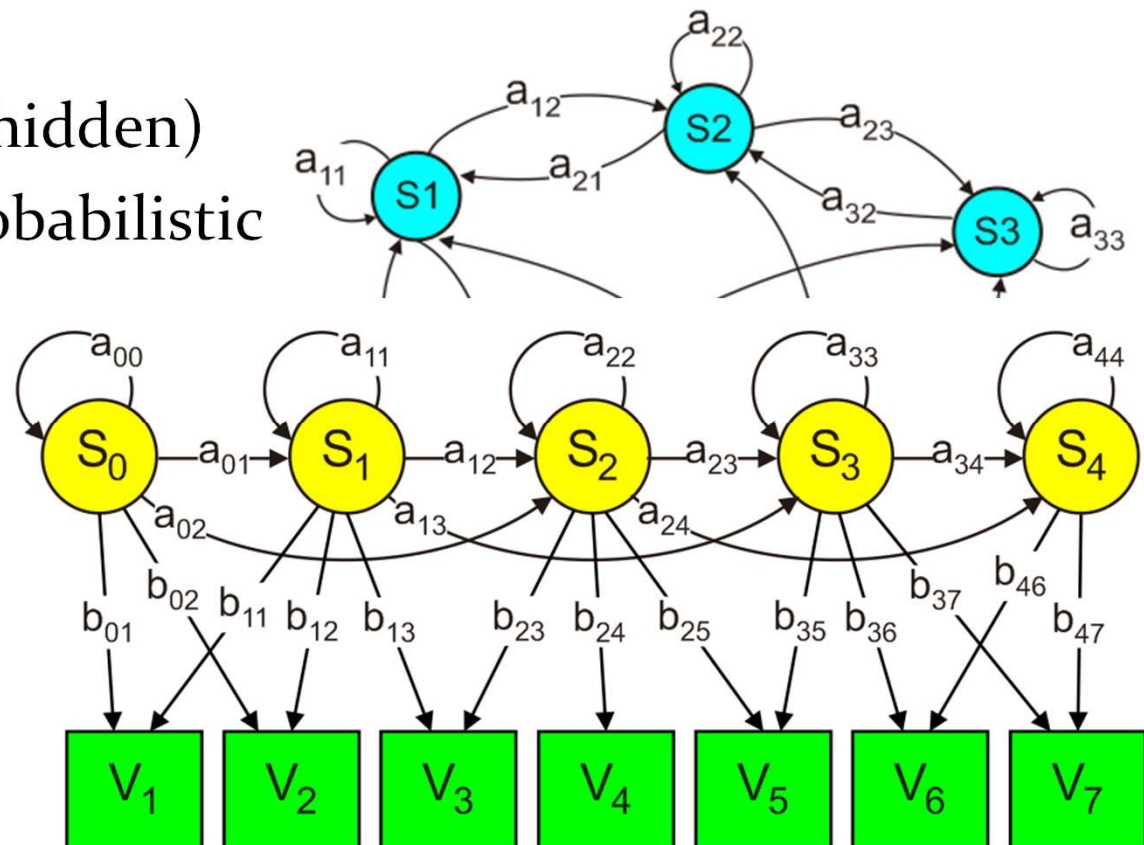 hidden)
obabilistic
a22
a12
a23
a11
S1
a21
S2
a32
S3
a33
a00
a11
a22
a33
a44
S0
a01
S1
a12
S2
a23
S3
a34
S4
a02
a13
a24
b01
b02
b11
b12
b13
b23
b24
b25
b35
b36
b37
b46
b47
V1
V2
V3
V4
V5
V6
V7